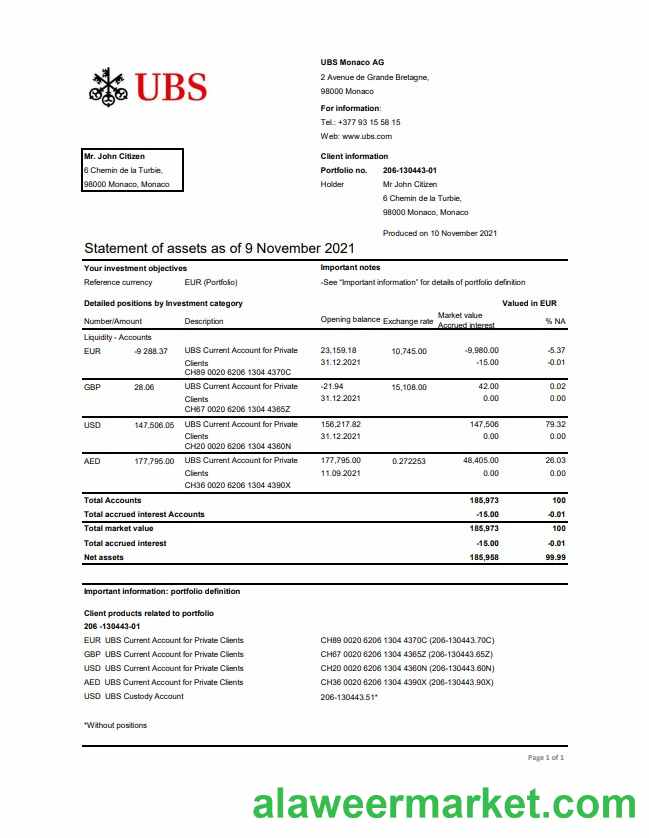 UBS
UBS Monaco AG
2 Avenue de Grande Bretagne,
98000 Monaco
For information:
Tel.: +377 93 15 58 15
Web: www.ubs.com
Mr. John Citizen
6 Chemin de la Turbie,
98000 Monaco, Monaco
Client information
Portfolio no. 206-130443-01
Holder Mr John Citizen
6 Chemin de la Turbie,
98000 Monaco, Monaco
Produced on 10 November 2021
Statement of assets as of 9 November 2021
Your investment objectives Important notes
Reference currency EUR (Portfolio) -See “Important information” for details of portfolio definition
Detailed positions by Investment category Valued in EUR
Number/Amount Description Opening balance Exchange rate Market value % NA
Accrued interest
Liquidity - Accounts
EUR -9 288.37 UBS Current Account for Private 23,159.18 10,745.00 -9,980.00 -5.37
Clients 31.12.2021 -15.00 -0.01
CH89 0020 6206 1304 4370C
GBP 28.06 UBS Current Account for Private -21.94 15,108.00 42.00 0.02
Clients 31.12.2021 0.00 0.00
CH67 0020 6206 1304 4365Z
USD 147,506.05 UBS Current Account for Private 156,217.82 147,506 79.32
Clients 31.12.2021 0.00 0.00
CH20 0020 6206 1304 4360N
AED 177,795.00 UBS Current Account for Private 177,795.00 0.272253 48,405.00 26.03
Clients 11.09.2021 0.00 0.00
CH36 0020 6206 1304 4390X
Total Accounts 185,973 100
Total accrued interest Accounts -15.00 -0.01
Total market value 185,973 100
Total accrued interest -15.00 -0.01
Net assets 185,958 99.99
Important information: portfolio definition
Client products related to portfolio
206 -130443-01
EUR UBS Current Account for Private Clients CH89 0020 6206 1304 4370C (206-130443.70C)
GBP UBS Current Account for Private Clients CH67 0020 6206 1304 4365Z (206-130443.65Z)
USD UBS Current Account for Private Clients CH20 0020 6206 1304 4360N (206-130443.60N)
AED UBS Current Account for Private Clients CH36 0020 6206 1304 4390X (206-130443.90X)
USD UBS Custody Account 206-130443.51*
*Without positions
Page 1 of 1
alaweermarket.com